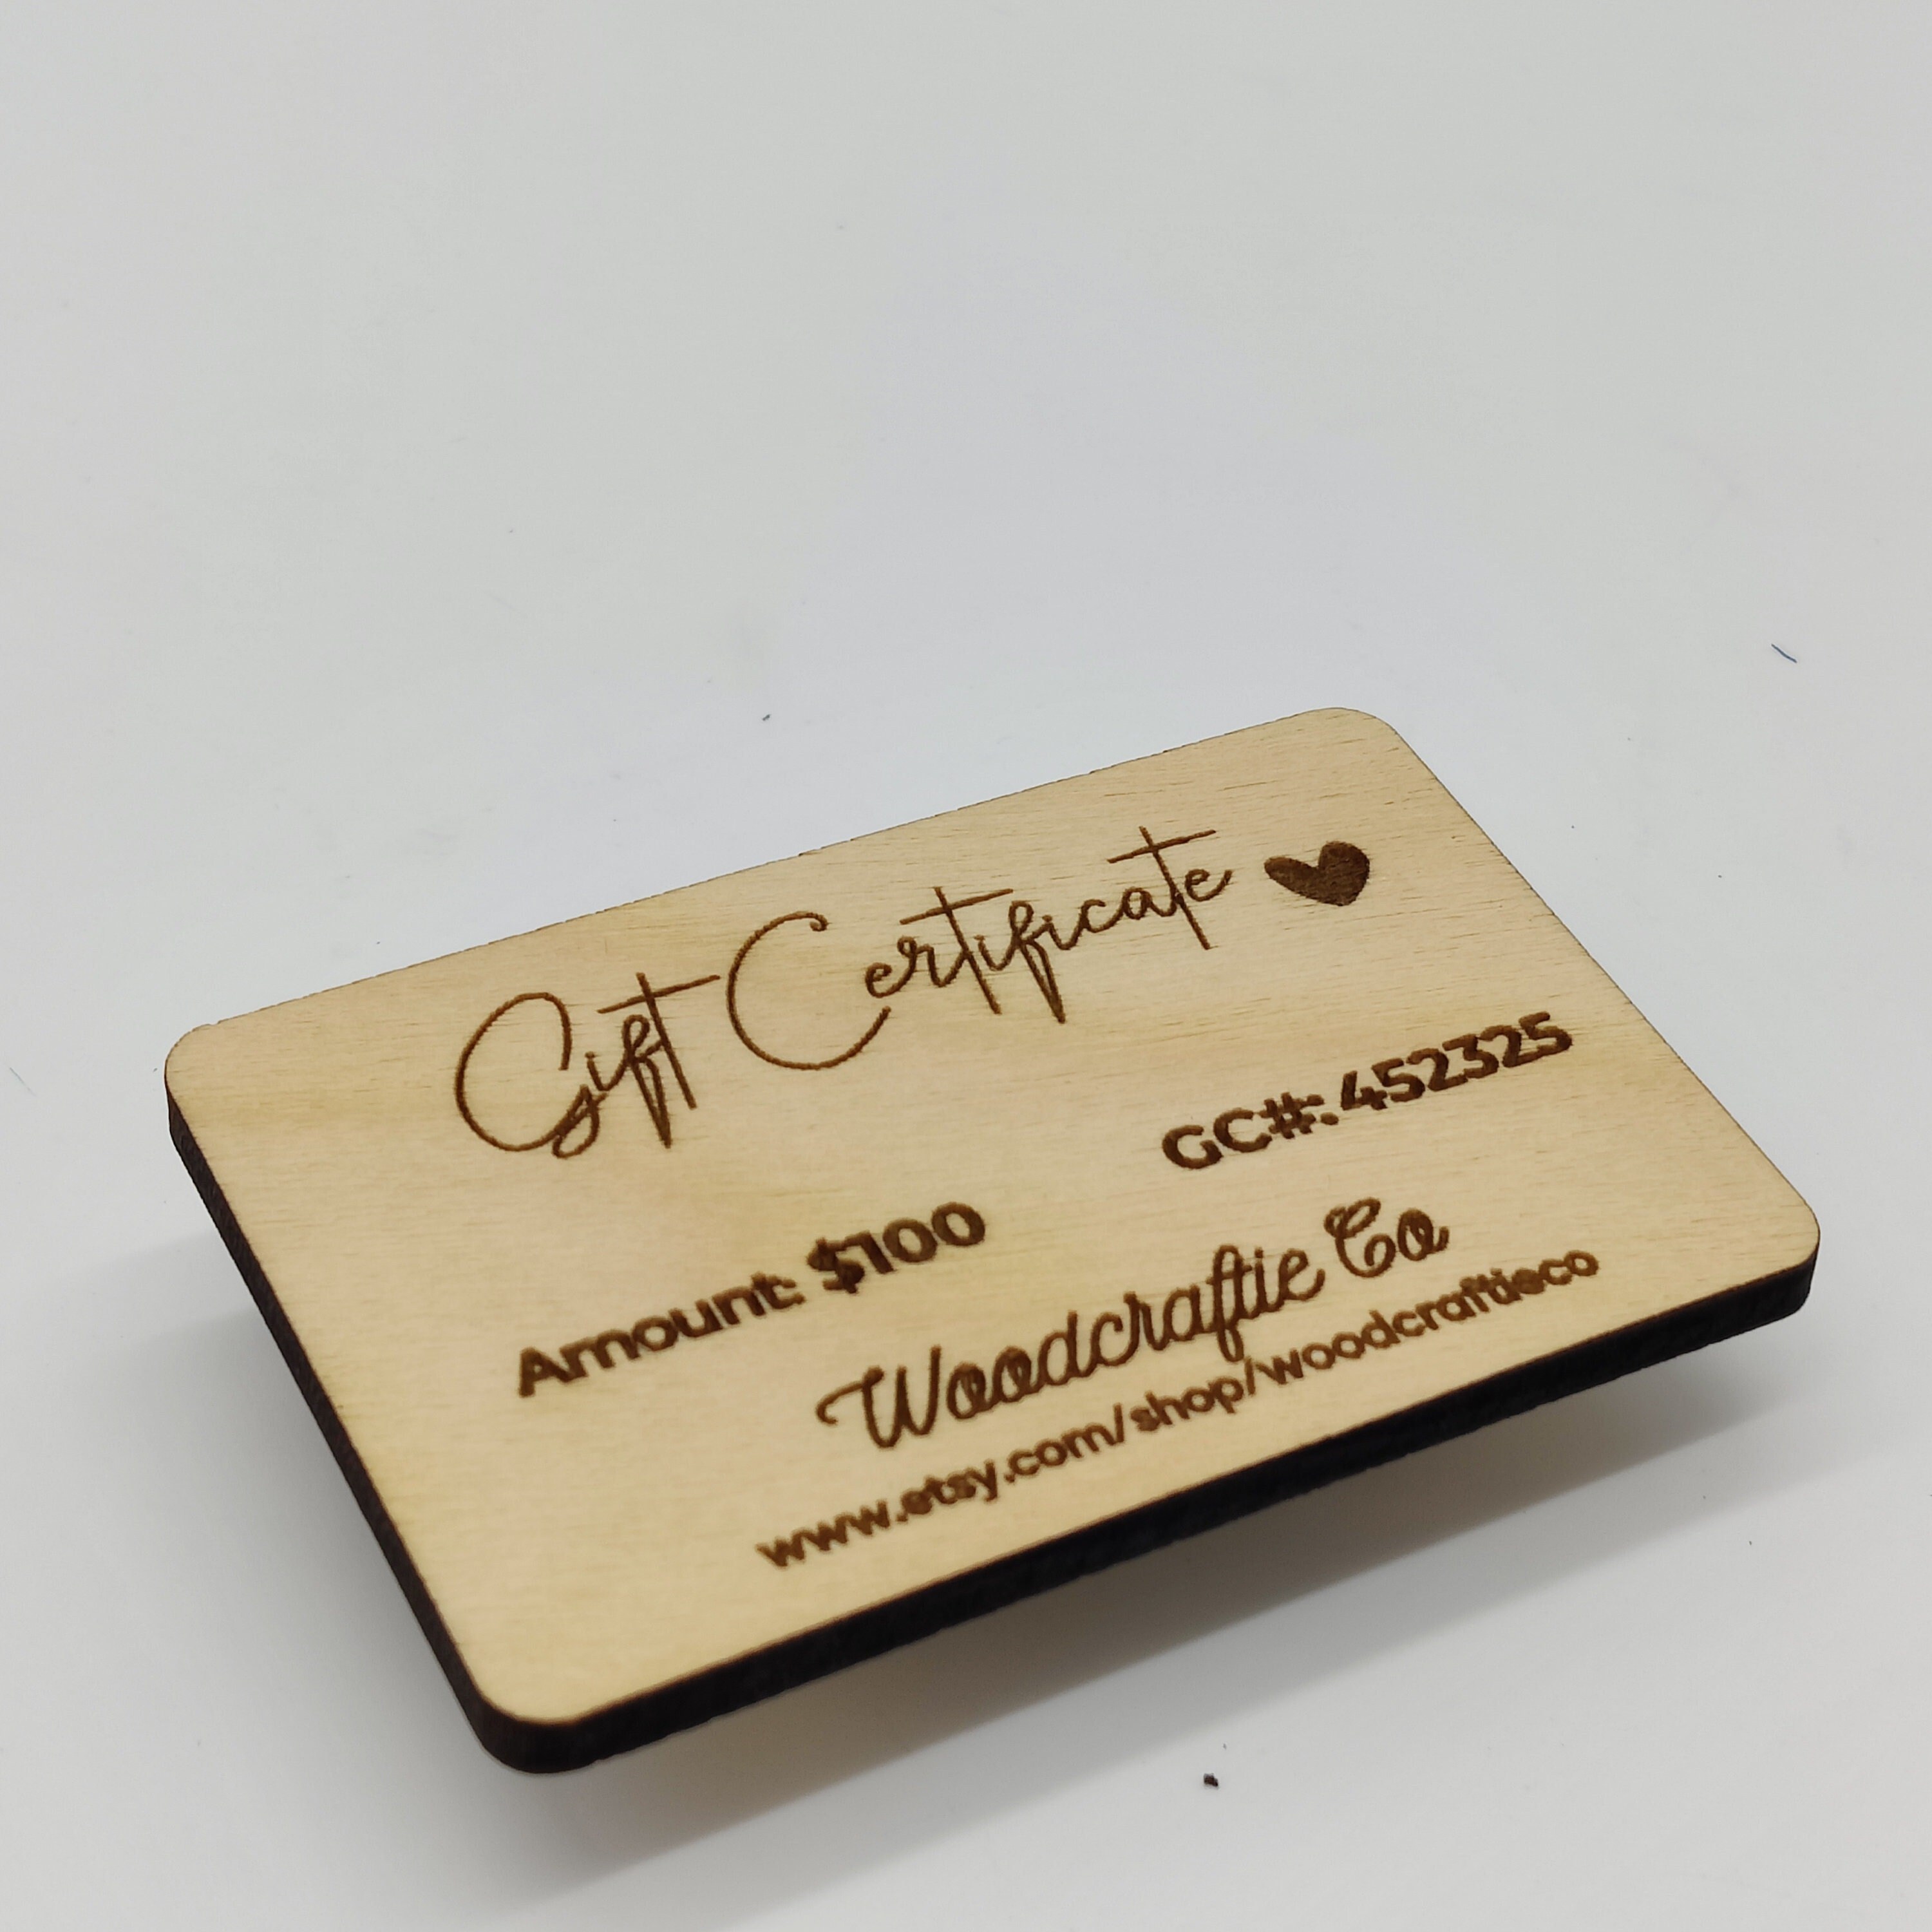 Gift Certificate
GC#: 452325
Amount: $100
Woodcraftie Co
www.etsy.com/shop/woodcraftieco